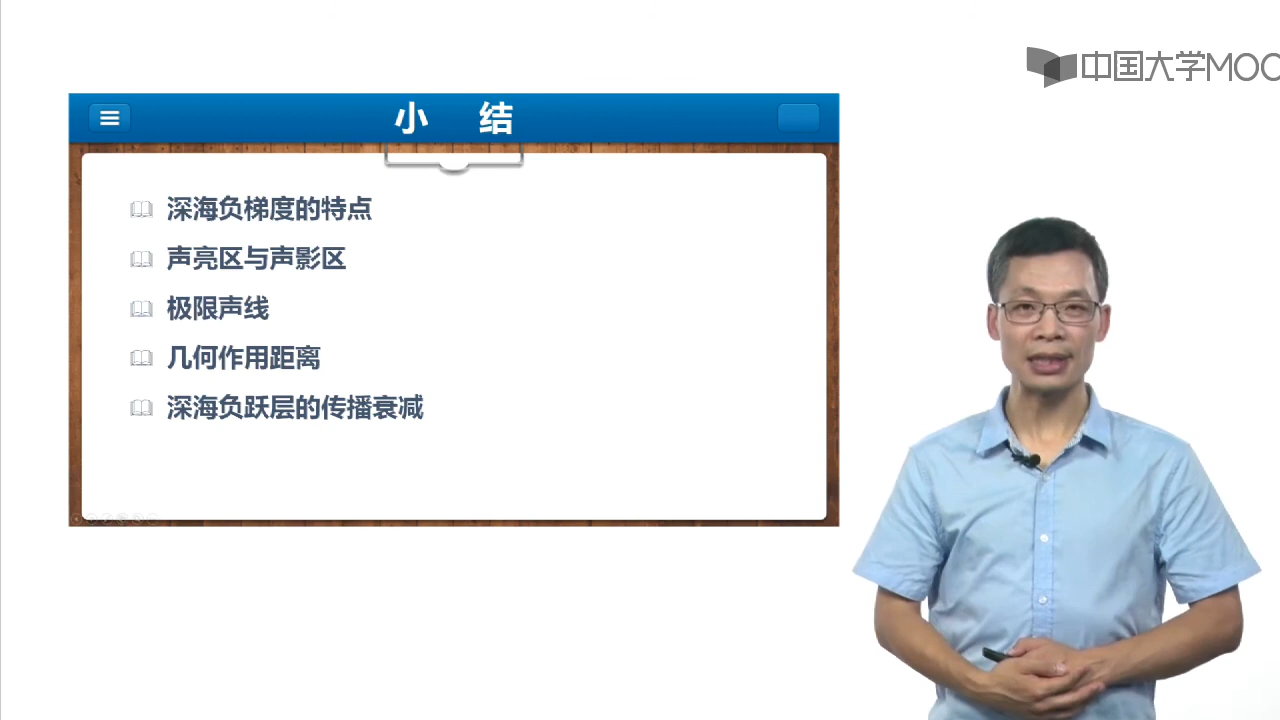 中国大学MOO
小 结
深海负梯度的特点
声亮区与声影区
极限声线
几何作用距离
深海负跃层的传播衰减